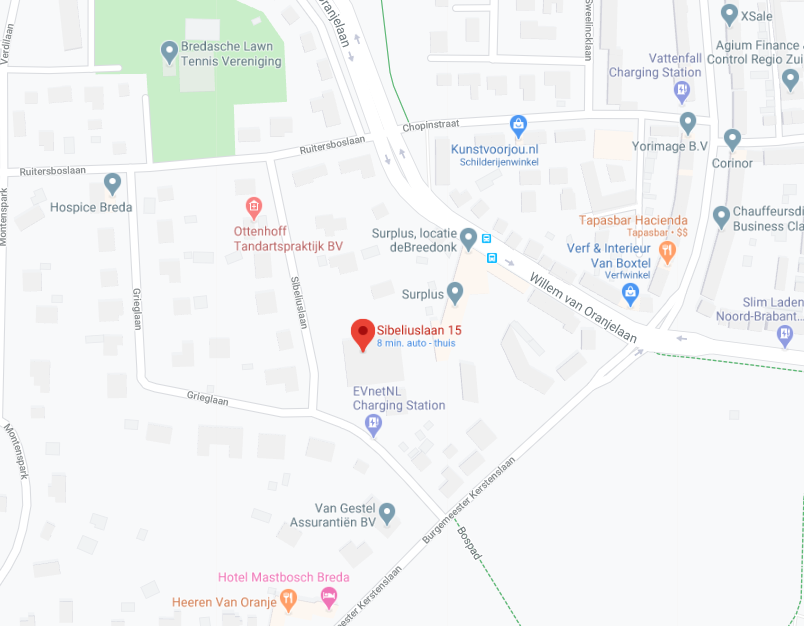 Oranjelaan
Sweelincklaan
XSale
Verdilaan
Bredasche Lawn
Tennis Vereniging
Agium Finance &
Control Regio Zui
Vattenfall
Charging Station
Chopinstraat
Ruitersboslaan
Kunstvoorjou.nl
Schilderijenwinkel
Yorimage B.V
Corinor
Ruitersboslaan
Montenspark
Hospice Breda
Ottenhoff
Tandartspraktijk BV
Surplus, locatie
deBreedonk
Tapasbar Hacienda
Tapasbar • $$
Chauffeursdi
Business Cla
Verf & Interieur
Van Boxtel
Verfwinkel
Willem van Oranjelaan
Surplus
Sibeliuslaan
Grieglaan
Slim Laden
Noord-Brabant...
Sibeliuslaan 15
8 min. auto - thuis
EVnetNL
Charging Station
Grieglaan
Montenspark
Burgemeester Kerstenslaan
Van Gestel
Assurantiën BV
Bospad
Hotel Mastbosch Breda
Heeren Van Oranje
ester Kerstenslaan